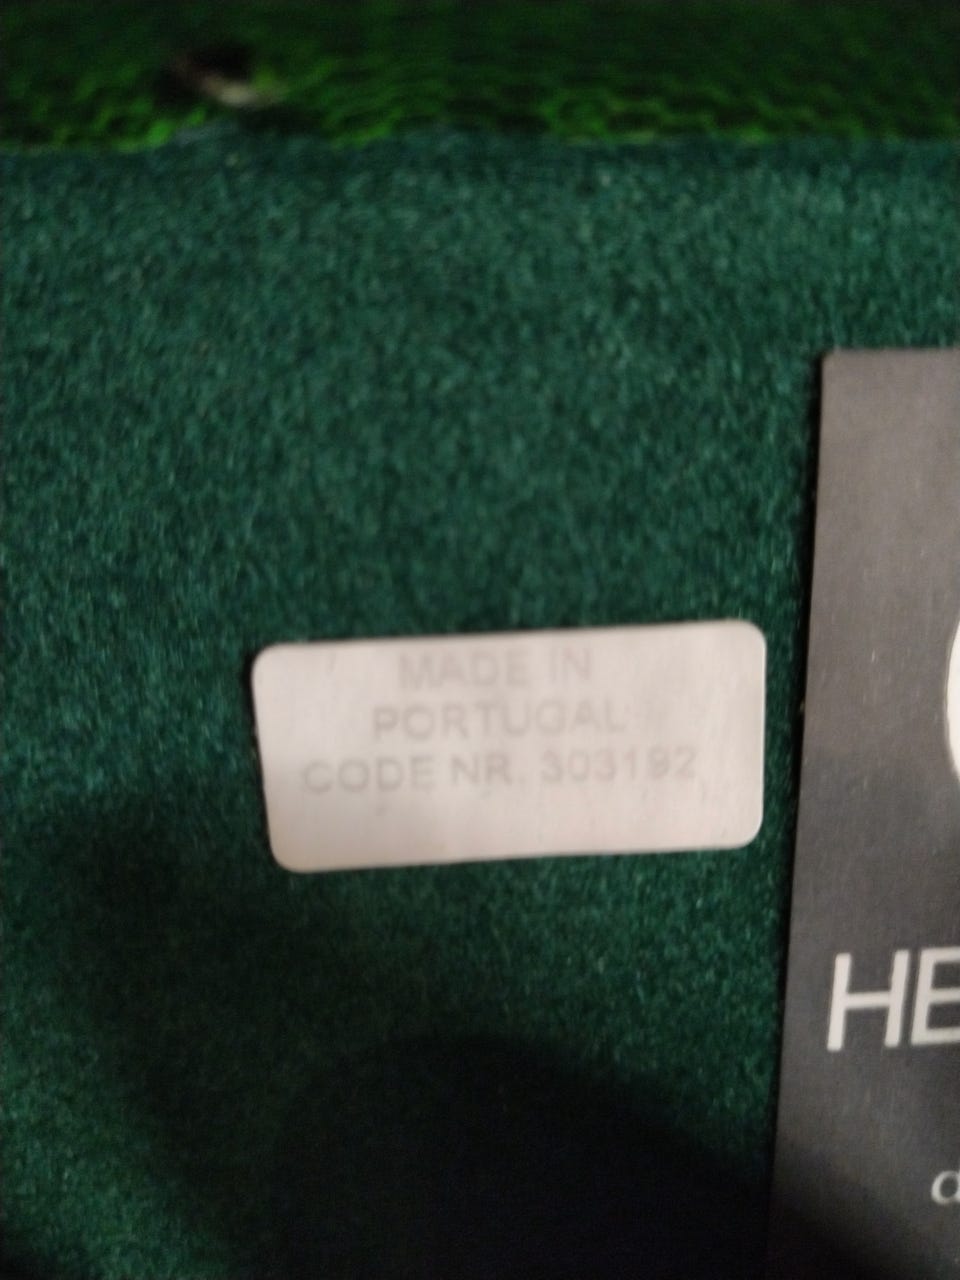 MADE IN
PORTUGAL
CODE NR. 303192
HE